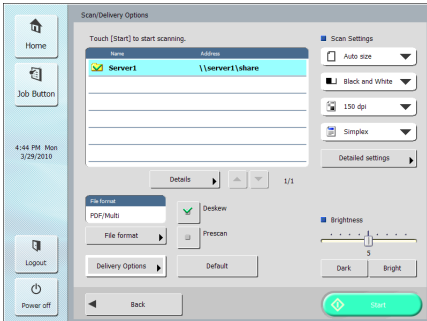 Scan/Delivery Options
Home
Job Button
4:44 PM Mon
3/29/2010
Logout
Power off
Touch [Start] to start scanning.
Name Address
Server1 \\server1\share
Details 1/1
File format
PDF/Multi
File format
Deskew
Prescan
Delivery Options
Default
Back
Scan Settings
Auto size
Black and White
150 dpi
Simplex
Detailed settings
Brightness
5
Dark Bright
Start